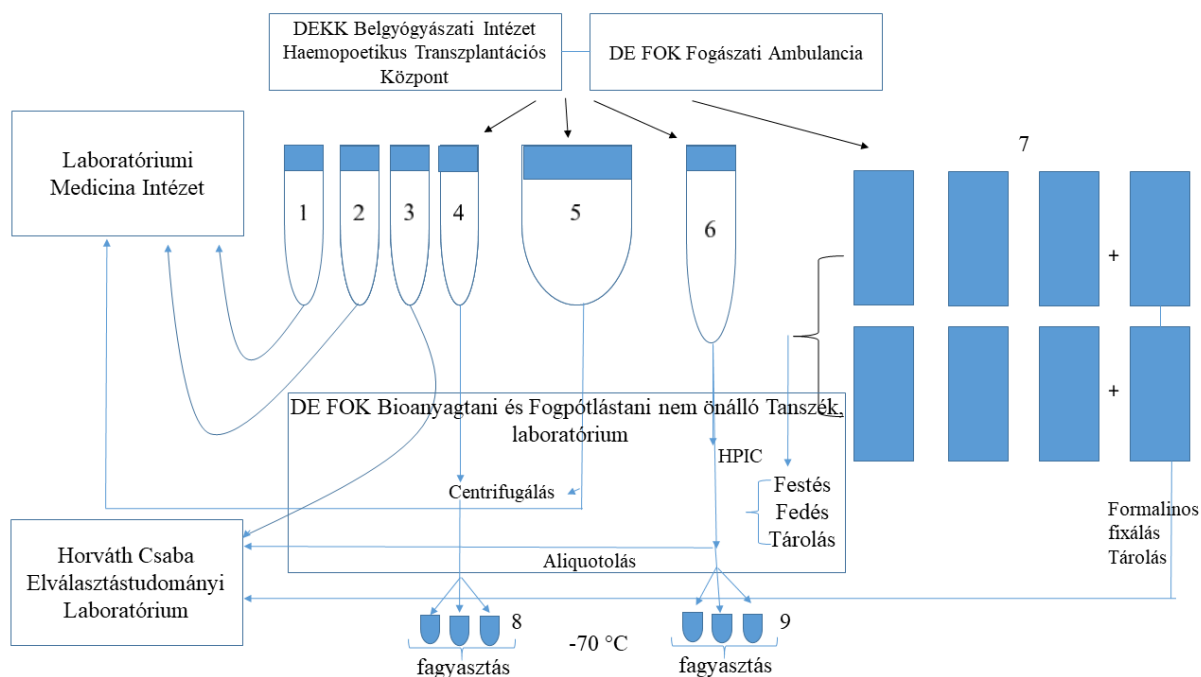 DEKK Belgyógyászati Intézet
Haemopoetikus Transzplantációs
Központ
DE FOK Fogászati Ambulancia
Laboratóriumi
Medicina Intézet
1
2
3
4
5
6
7
+
+
DE FOK Bioanyagtani és Fogpótlástani nem önálló Tanszék,
laboratórium
HPIC
Centrifugálás
Festés
Fedés
Tárolás
Aliquotolás
Formalinos
fixálás
Tárolás
Horváth Csaba
Elválasztástudományi
Laboratórium
8
9
-70 °C
fagyasztás
fagyasztás